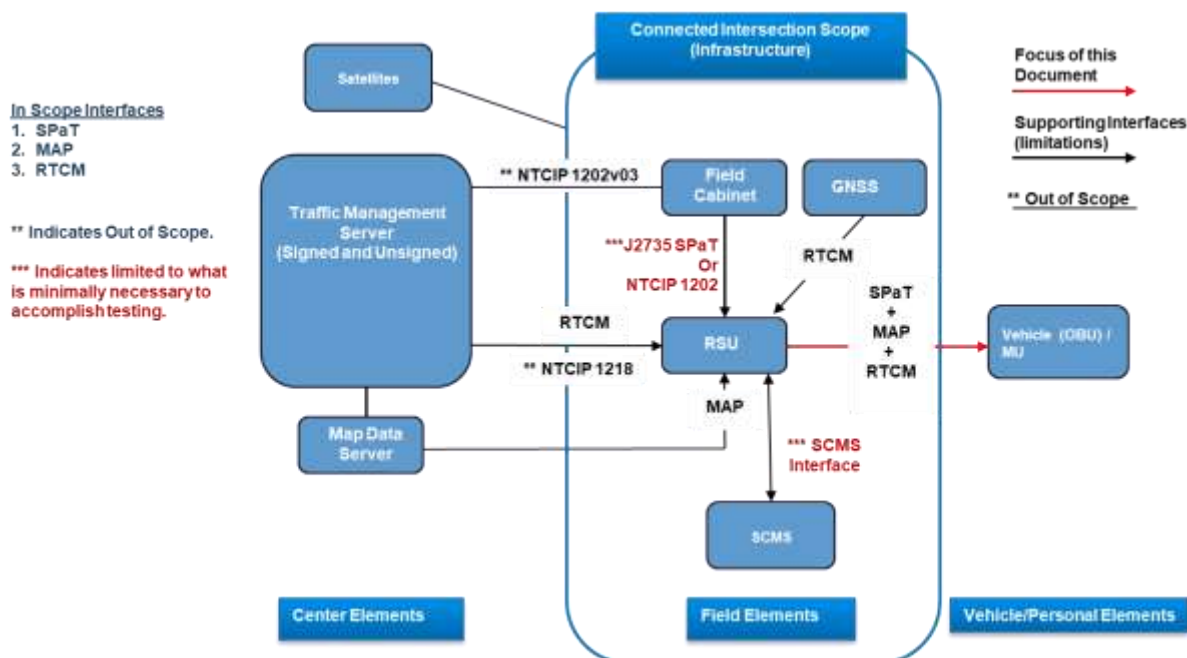 Connected Intersection Scope
(Infrastructure)
Satellites
In Scope Interfaces
1. SPaT
2. MAP
3. RTCM
** Indicates Out of Scope.
*** Indicates limited to what
is minimally necessary to
accomplish testing.
Traffic Management
Server
(Signed and Unsigned)
** NTCIP 1202v03
Field
Cabinet
GNSS
***J2735 SPaT
Or
NTCIP 1202
RTCM
RTCM
** NTCIP 1218
RSU
SPaT
+
MAP
+
RTCM
Vehicle (OBU) /
MU
Map Data
Server
MAP
*** SCMS
Interface
SCMS
Focus of this
Document
Supporting Interfaces
(limitations)
** Out of Scope
Center Elements
Field Elements
Vehicle/Personal Elements